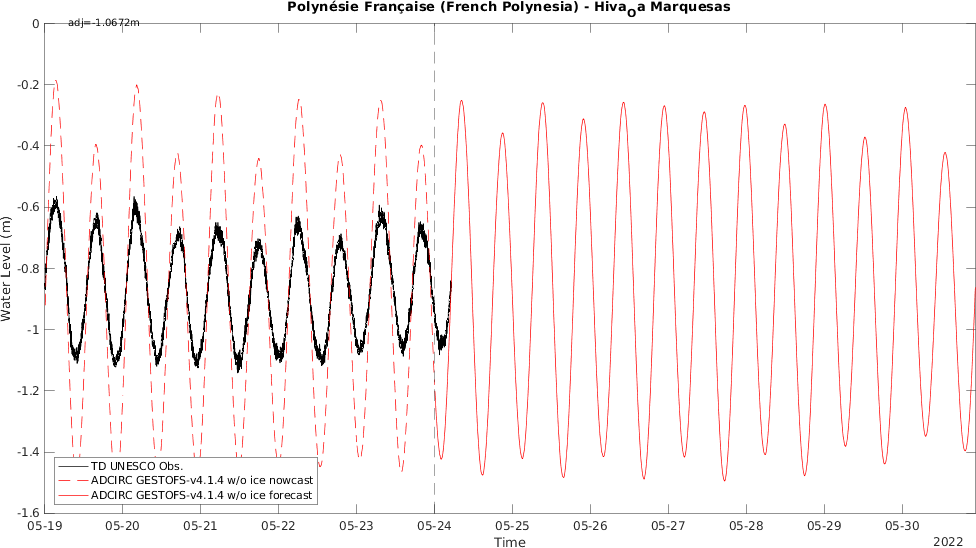 Polynésie Française (French Polynesia) - Hiva_Oa Marquesas
adj=-1.0672m
0
-0.2
-0.4
-0.6
-0.8
-1
-1.2
-1.4
-1.6
Water Level (m)
TD UNESCO Obs.
ADCIRC GESTOFS-v4.1.4 w/o ice nowcast
ADCIRC GESTOFS-v4.1.4 w/o ice forecast
05-19 05-20 05-21 05-22 05-23 05-24 05-25 05-26 05-27 05-28 05-29 05-30
Time
2022